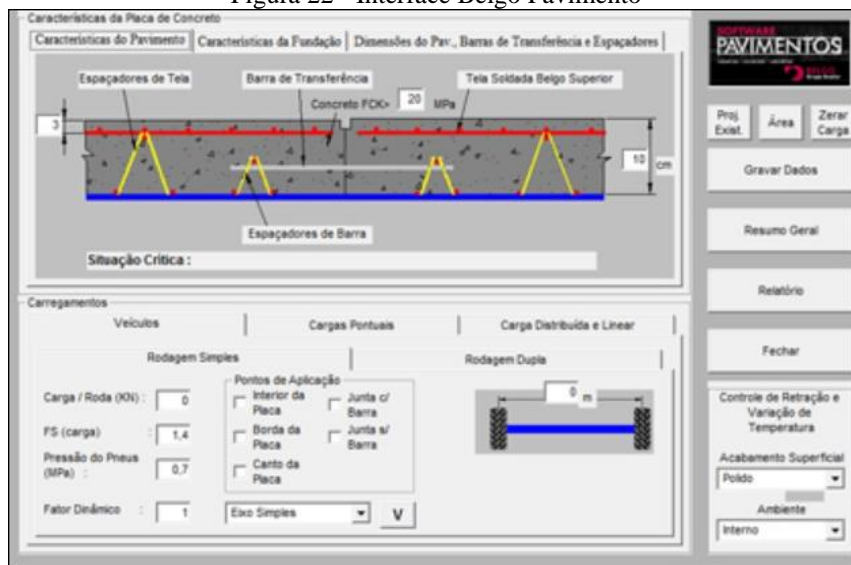 Figura 22 - Interface Belgo Pavimento
Características da Placa de Concreto
Características do Pavimento
Características da Fundação
Dimensões do Pav., Barras de Transferência e Espaçadores
Espaçadores de Tela
Barra de Transferência
Tela Soldada Belgo Superior
Concreto FCK> 20 MPa
3
10 cm
Espaçadores de Barra
Situação Crítica :
Carregamentos
Veículos
Cargas Pontuais
Carga Distribuída e Linear
Rodagem Simples
Rodagem Dupla
Carga / Roda (KN) : 0
FS (carga) : 1,4
Pressão do Pneus
(MPa) : 0,7
Fator Dinâmico : 1
Pontos de Aplicação
Interior da
Placa
Junta c/
Barra
Borda da
Placa
Junta s/
Barra
Canto da
Placa
Eixo Simples
V
0 m
SOFTWARE
PAVIMENTOS
BELGO
Proj.
Exist.
Área
Zerar
Carga
Gravar Dados
Resumo Geral
Relatório
Fechar
Controle de Retração e
Variação de
Temperatura
Acabamento Superficial
Polido
Ambiente
Interno